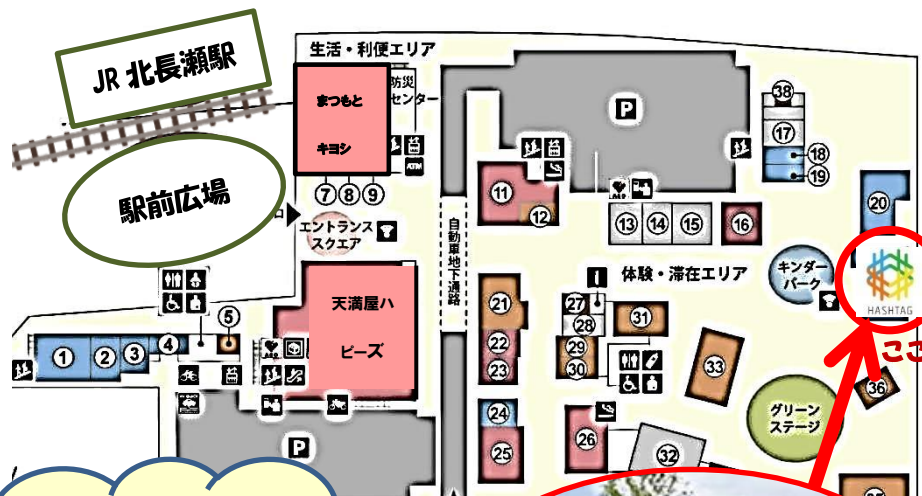 JR 北長瀬駅
生活・利便エリア
防災
センター
まつもと
キヨシ
ATM
P
38
17
18
19
20
7
8
9
11
12
13
14
15
16
駅前広場
エントランス
スクエア
自動車地下通路
体験・滞在エリア
キンダー
パーク
HASHTAG
ここ
天満屋ハ
ピーズ
21
22
23
24
25
26
27
28
29
30
31
32
33
36
1
2
3
4
5
グリーン
ステージ
P